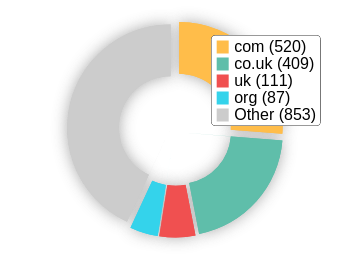 com (520)
co.uk (409)
uk (111)
org (87)
Other (853)